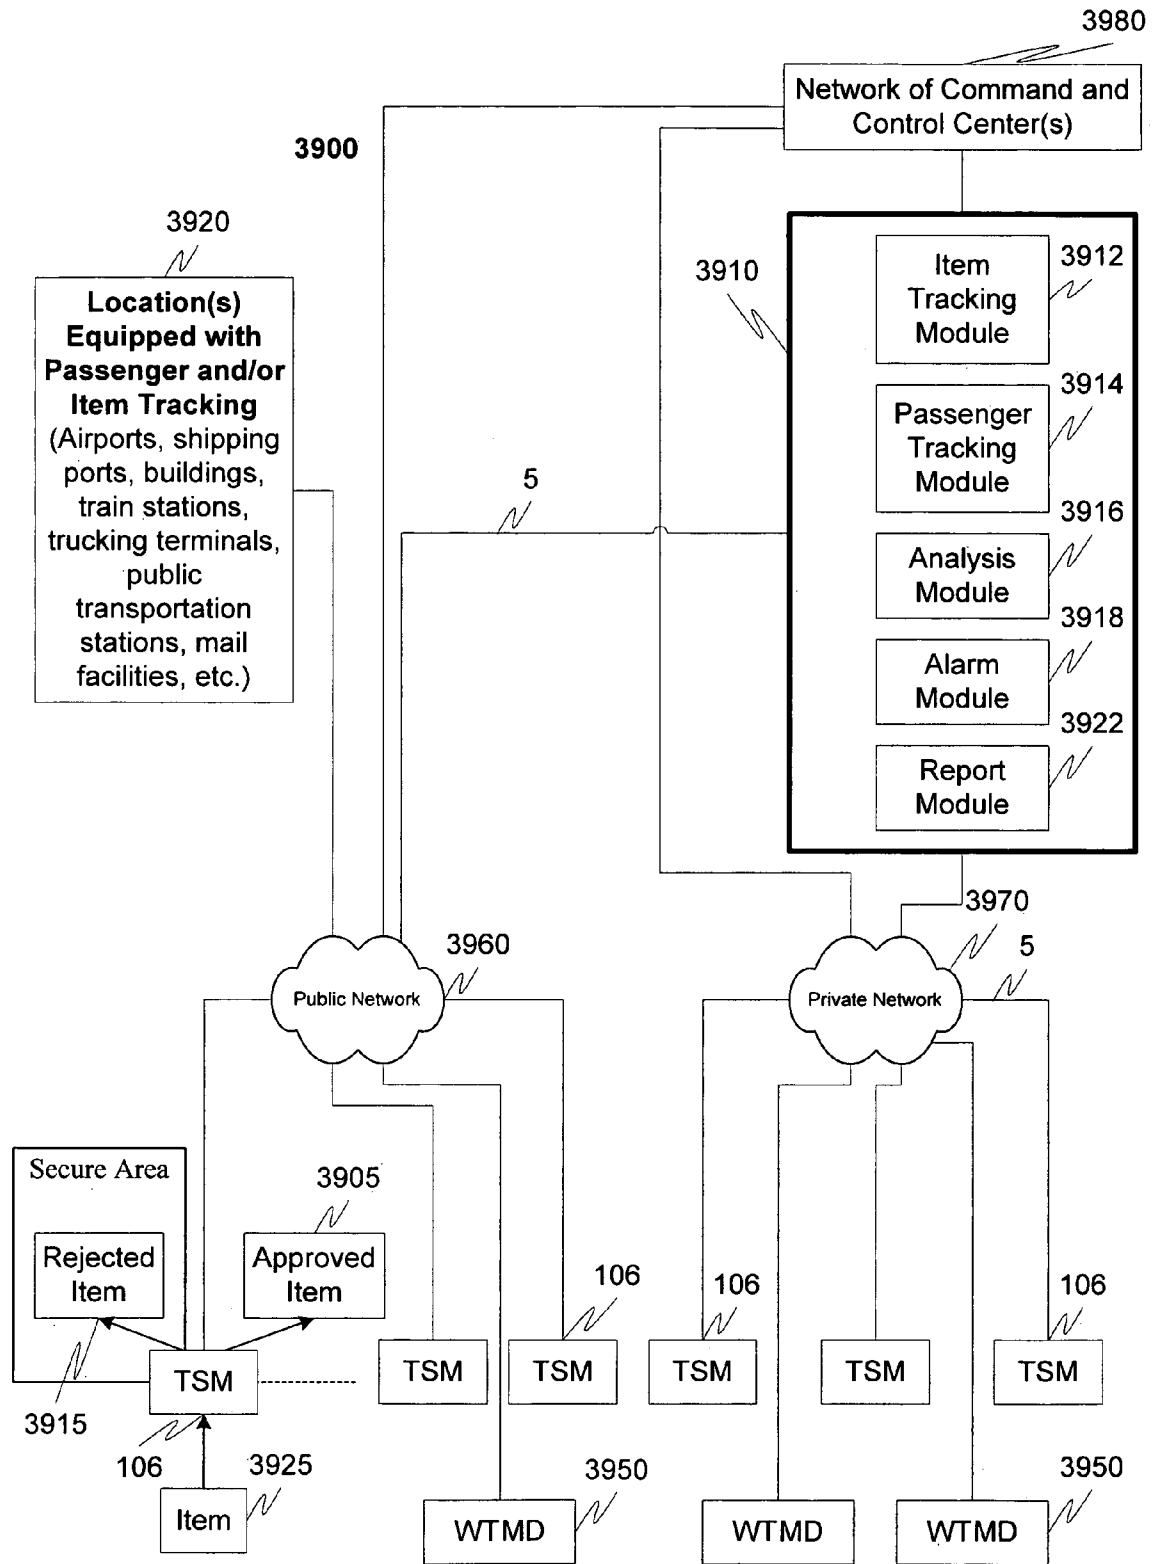 3980
Network of Command and
Control Center(s)
3900
3920
Location(s)
Equipped with
Passenger and/or
Item Tracking
(Airports, shipping
ports, buildings,
train stations,
trucking terminals,
public
transportation
stations, mail
facilities, etc.)
3910
Item
Tracking
Module
3912
Passenger
Tracking
Module
3914
Analysis
Module
3916
Alarm
Module
3918
Report
Module
3922
5
Public Network
3960
Private Network
3970
5
Secure Area
Rejected
Item
3905
Approved
Item
TSM
3915
106
Item
3925
TSM
TSM
106
TSM
106
TSM
TSM
106
WTMD
3950
WTMD
WTMD
3950